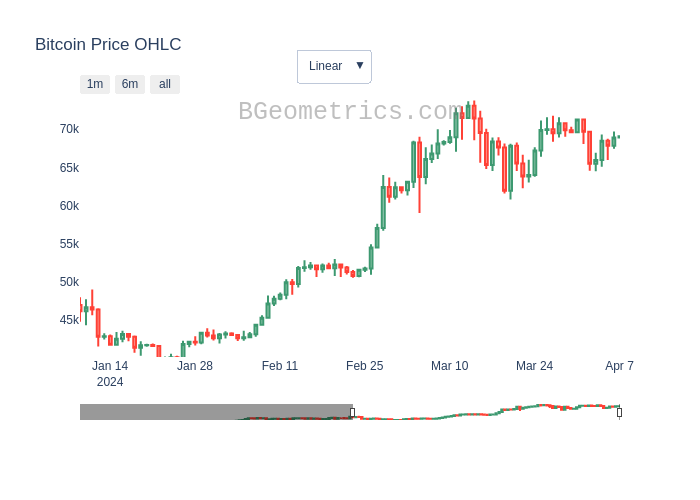 Bitcoin Price OHLC
Linear ▼
1m 6m all
BGeometrics.com
70k
65k
60k
55k
50k
45k
Jan 14 Jan 28 Feb 11 Feb 25 Mar 10 Mar 24 Apr 7
2024